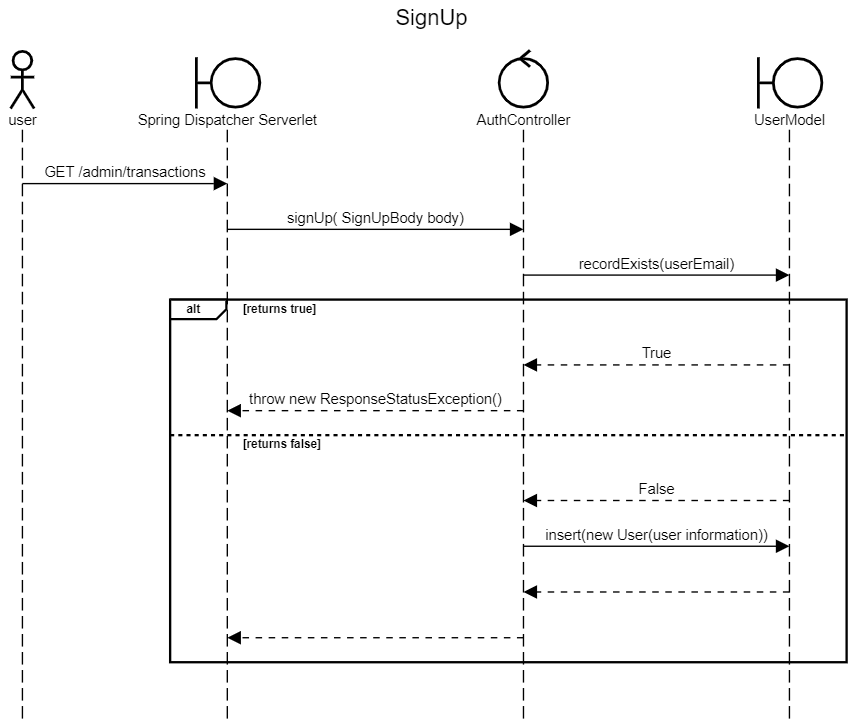 SignUp
user
Spring Dispatcher Servlet
AuthController
UserModel
GET /admin/transactions
signUp( SignUpBody body)
recordExists(userEmail)
alt
[returns true]
True
throw new ResponseStatusException()
[returns false]
False
insert(new User(user information))